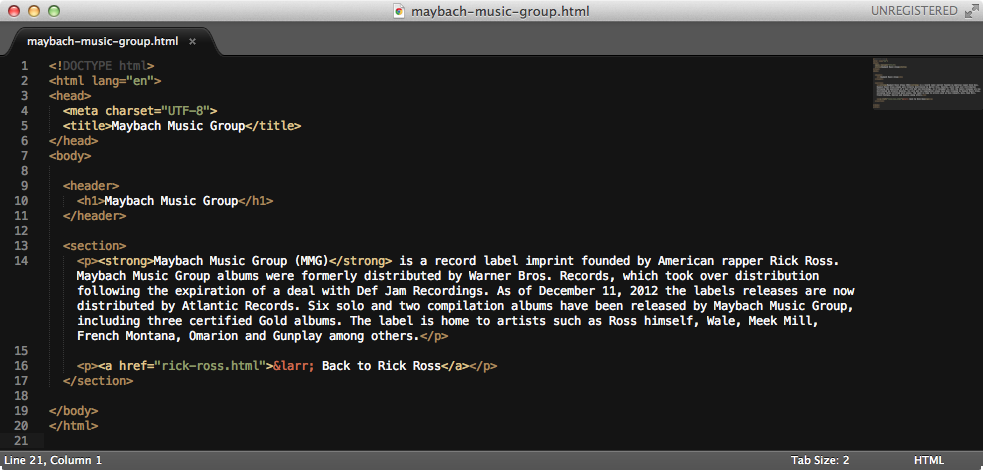 maybach-music-group.html
UNREGISTERED
maybach-music-group.html ×
1 <!DOCTYPE html>
2 <html lang="en">
3 <head>
4 <meta charset="UTF-8">
5 <title>Maybach Music Group</title>
6 </head>
7 <body>
8
9 <header>
10 <h1>Maybach Music Group</h1>
11 </header>
12
13 <section>
14 <p><strong>Maybach Music Group (MMG)</strong> is a record label imprint founded by American rapper Rick Ross.
Maybach Music Group albums were formerly distributed by Warner Bros. Records, which took over distribution
following the expiration of a deal with Def Jam Recordings. As of December 11, 2012 the labels releases are now
distributed by Atlantic Records. Six solo and two compilation albums have been released by Maybach Music Group,
including three certified Gold albums. The label is home to artists such as Ross himself, Wale, Meek Mill,
French Montana, Omarion and Gunplay among others.</p>
15
16 <p><a href="rick-ross.html">&larr; Back to Rick Ross</a></p>
17 </section>
18
19 </body>
20 </html>
21
Line 21, Column 1
Tab Size: 2
HTML